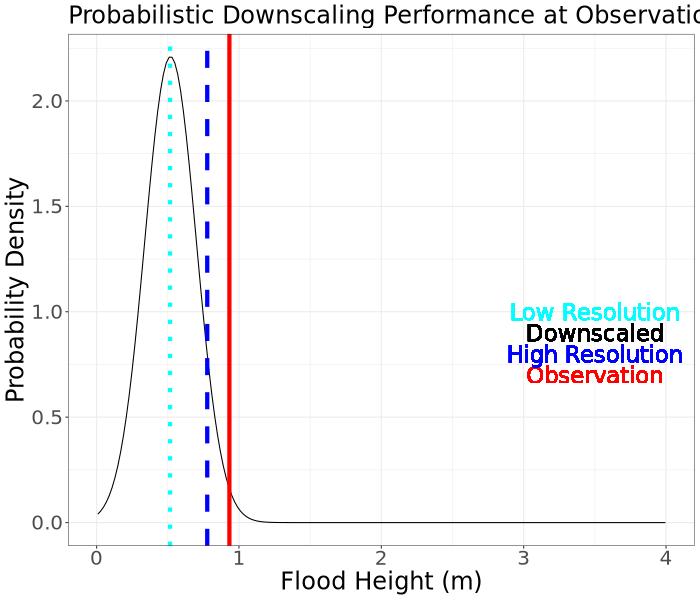 Probabilistic Downscaling Performance at Observatio
Probability Density
2.0
1.5
1.0
0.5
0.0
Low Resolution
Downscaled
High Resolution
Observation
0 1 2 3 4
Flood Height (m)